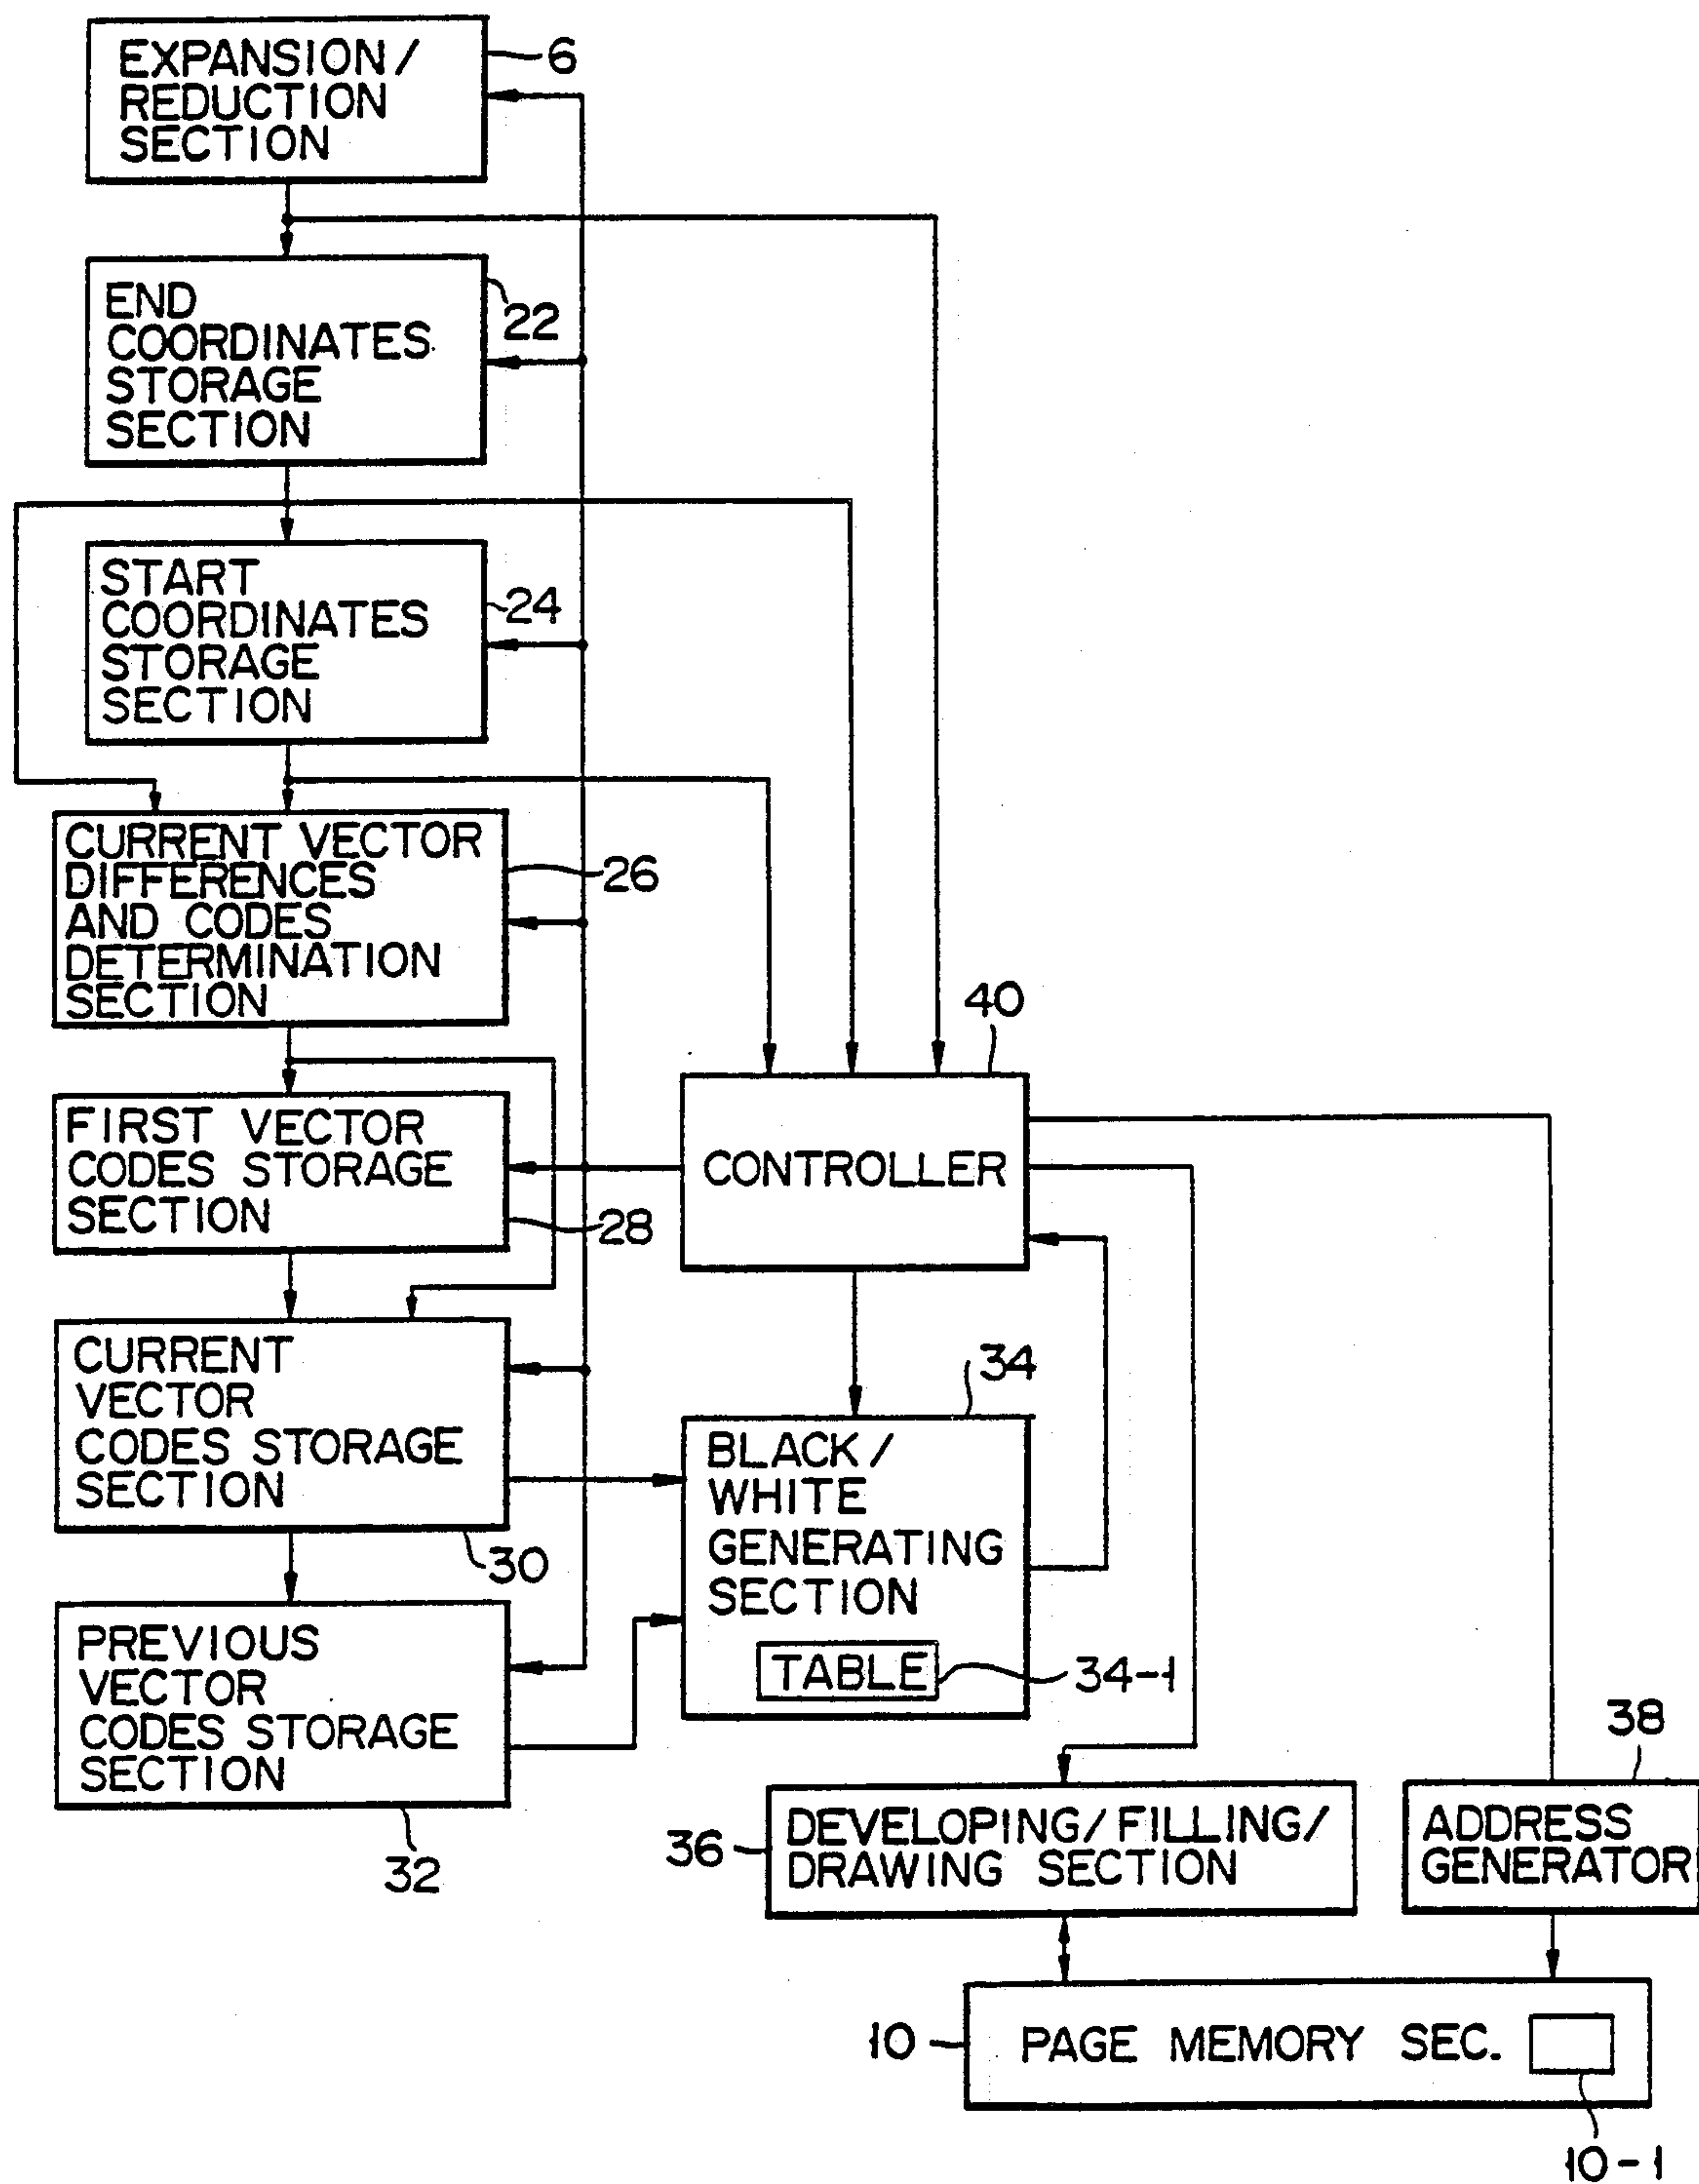 EXPANSION/
REDUCTION
SECTION
6
END
COORDINATES
STORAGE
SECTION
22
START
COORDINATES
STORAGE
SECTION
24
CURRENT VECTOR
DIFFERENCES
AND CODES
DETERMINATION
SECTION
26
FIRST VECTOR
CODES STORAGE
SECTION
28
40
CONTROLLER
CURRENT
VECTOR
CODES STORAGE
SECTION
30
34
BLACK/
WHITE
GENERATING
SECTION
TABLE
34-1
PREVIOUS
VECTOR
CODES STORAGE
SECTION
32
36
DEVELOPING/FILLING/
DRAWING SECTION
38
ADDRESS
GENERATOR
10
PAGE MEMORY SEC.
10-1